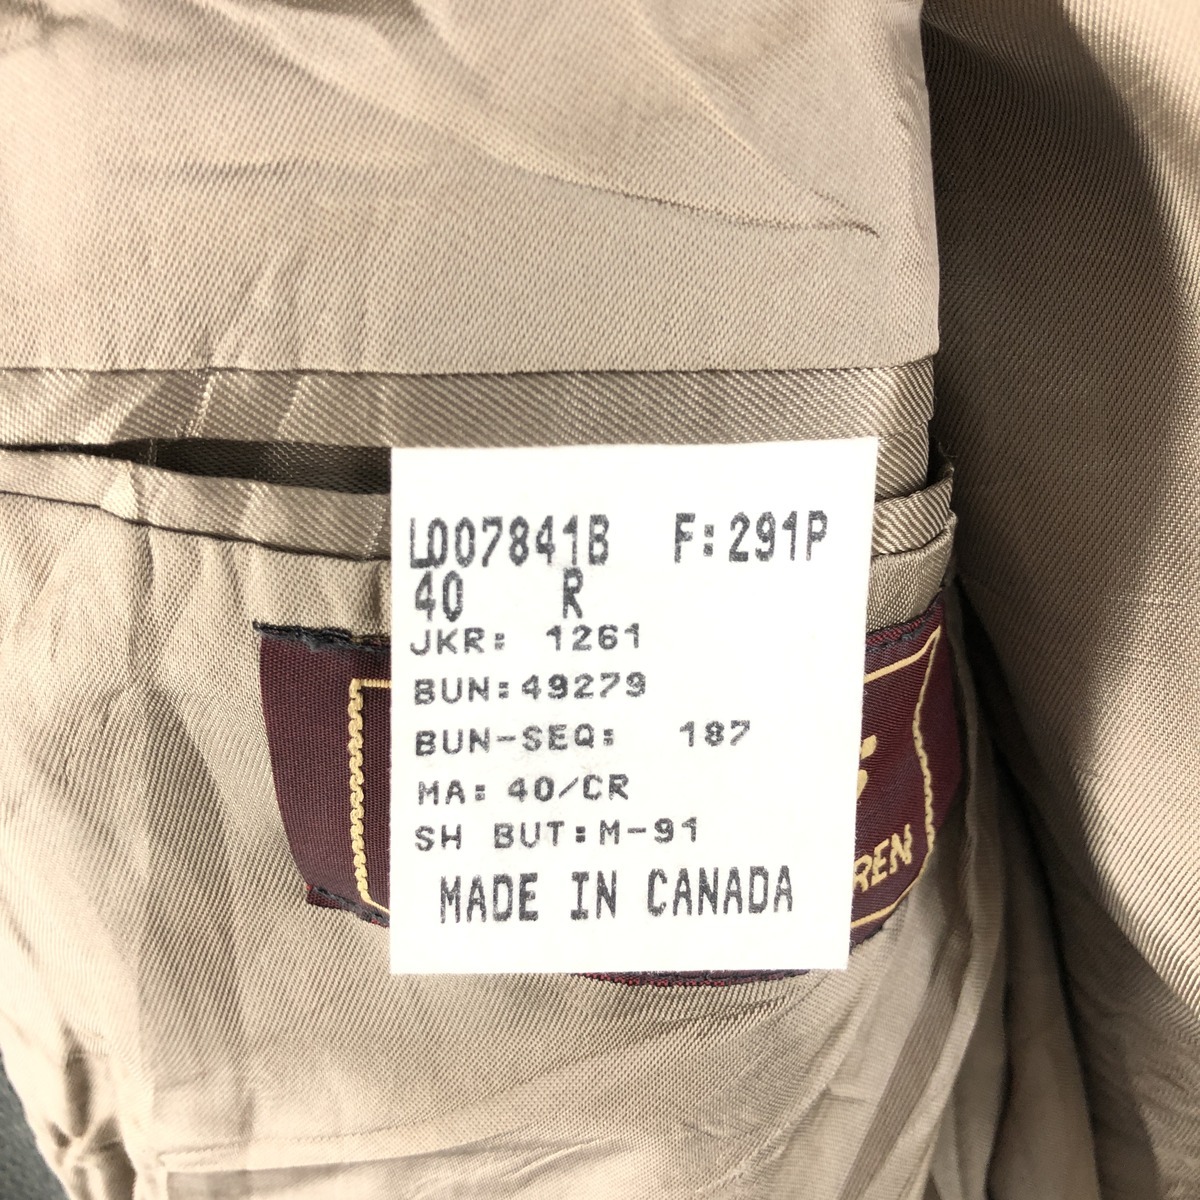 L007841B F:291P
40 R
JKR: 1261
BUN:49279
BUN-SEQ: 187
MA: 40/CR
SH BUT:M-91
MADE IN CANADA
REN